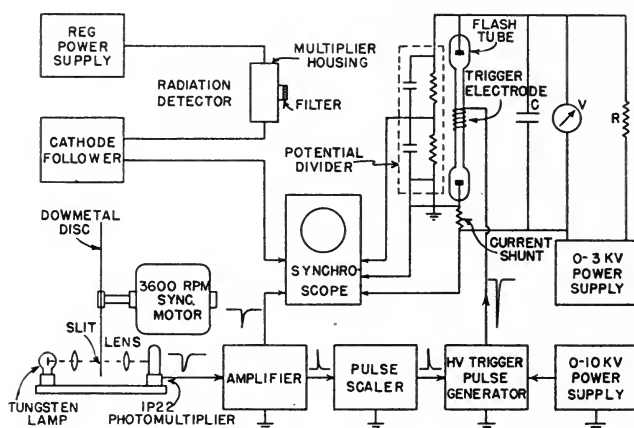 REG POWER
SUPPLY
MULTIPLIER
HOUSING
RADIATION
DETECTOR
FILTER
CATHODE
FOLLOWER
FLASH
TUBE
TRIGGER
ELECTRODE
C
V
R
POTENTIAL
DIVIDER
DOWMETAL
DISC
3600 RPM
SYNC.
MOTOR
SYNCHRO-
SCOPE
CURRENT
SHUNT
0-3 KV
POWER
SUPPLY
SLIT
LENS
TUNGSTEN
LAMP
1P22
PHOTOMULTIPLIER
AMPLIFIER
PULSE
SCALER
HV TRIGGER
PULSE
GENERATOR
0-10 KV
POWER
SUPPLY